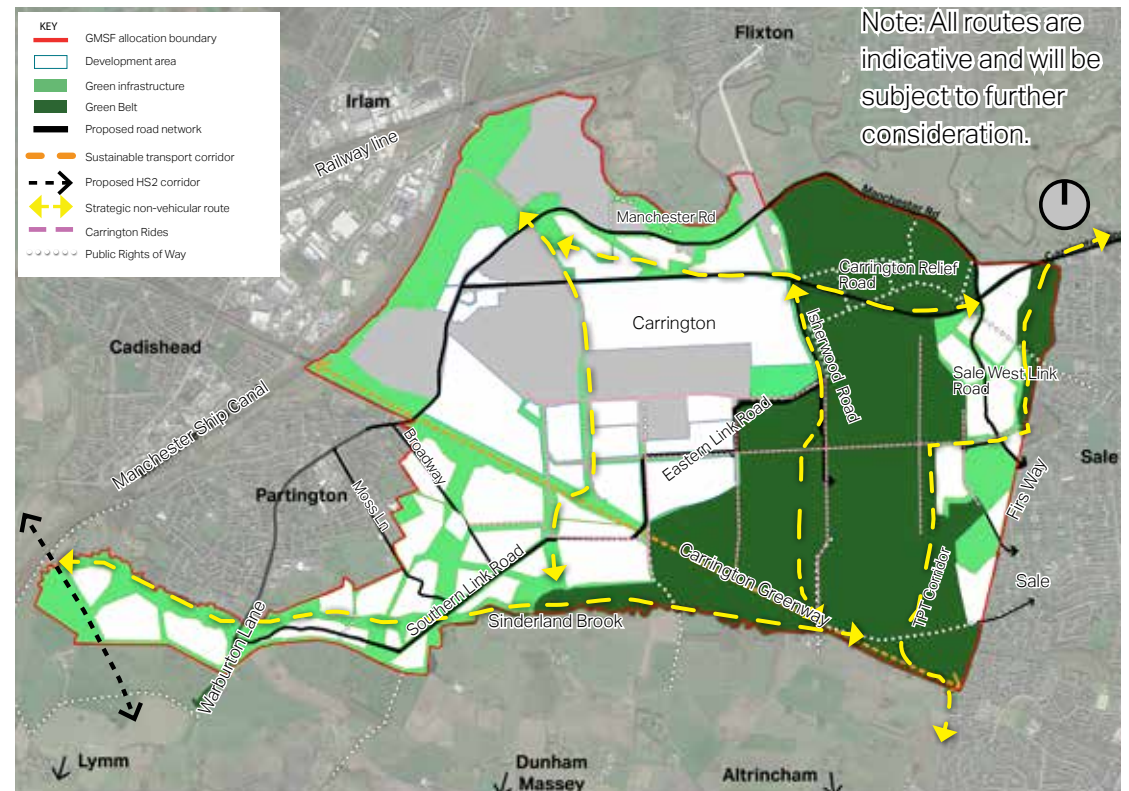 KEY
GMSF allocation boundary
Development area
Green infrastructure
Green Belt
Proposed road network
Sustainable transport corridor
Proposed HS2 corridor
Strategic non-vehicular route
Carrington Rides
Public Rights of Way
Note: All routes are
indicative and will be
subject to further
consideration.
Flixton
Irlam
Railway line
Manchester Rd
Manchester Rd
Carrington Relief
Road
Carrington
Isherwood Road
Cadishead
Sale West Link
Road
Manchester Ship Canal
Eastern Link Road
Broadway
Sale
Partington
Moss Ln
Firs Way
Southern Link Road
Carrington Greenway
TPT Corridor
Sale
Sinderland Brook
Warburton Lane
Lymm
Dunham
Massey
Altrincham